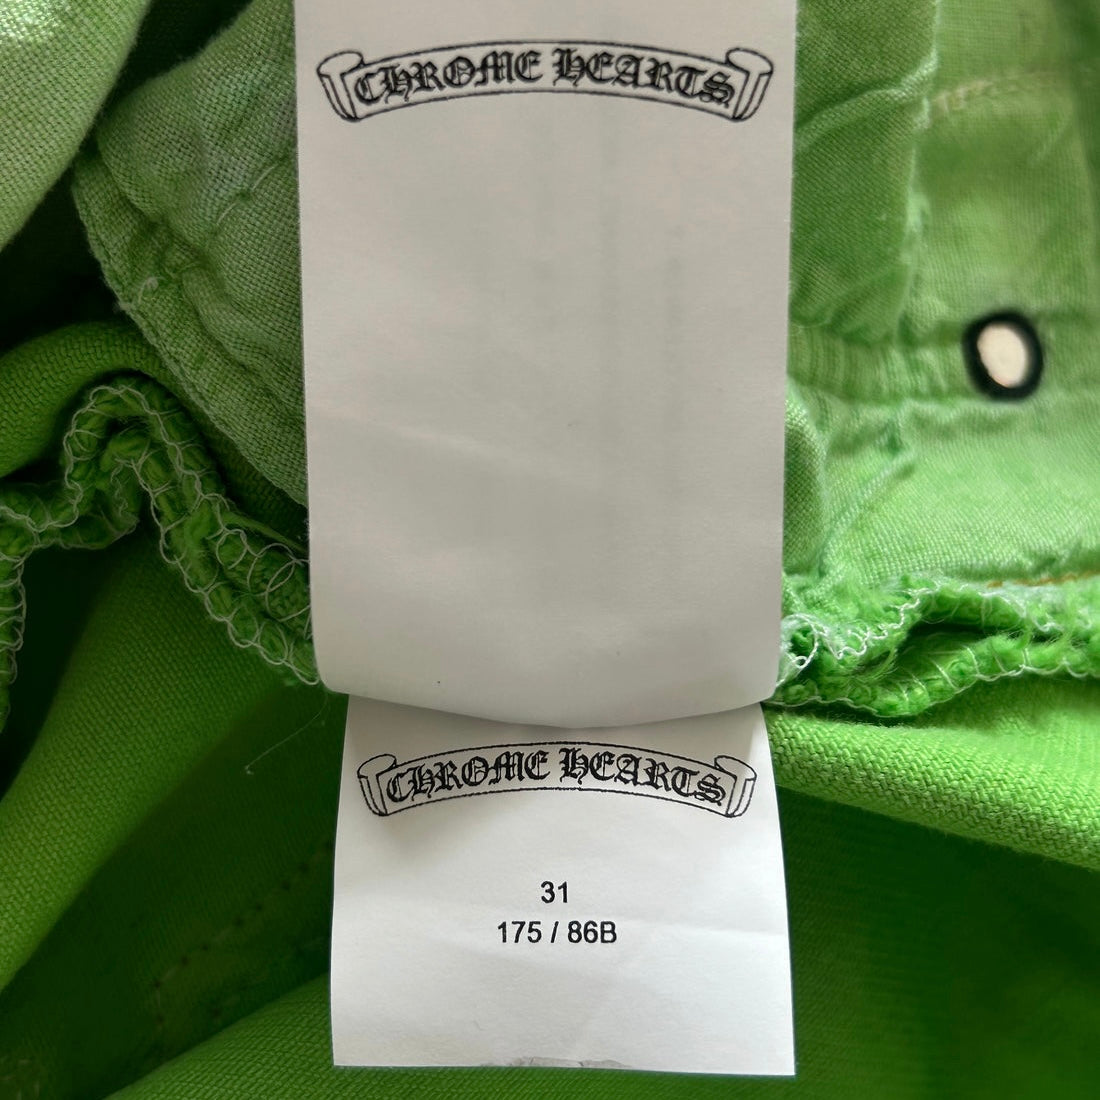 CHROME HEARTS
CHROME HEARTS
31
175 / 86B